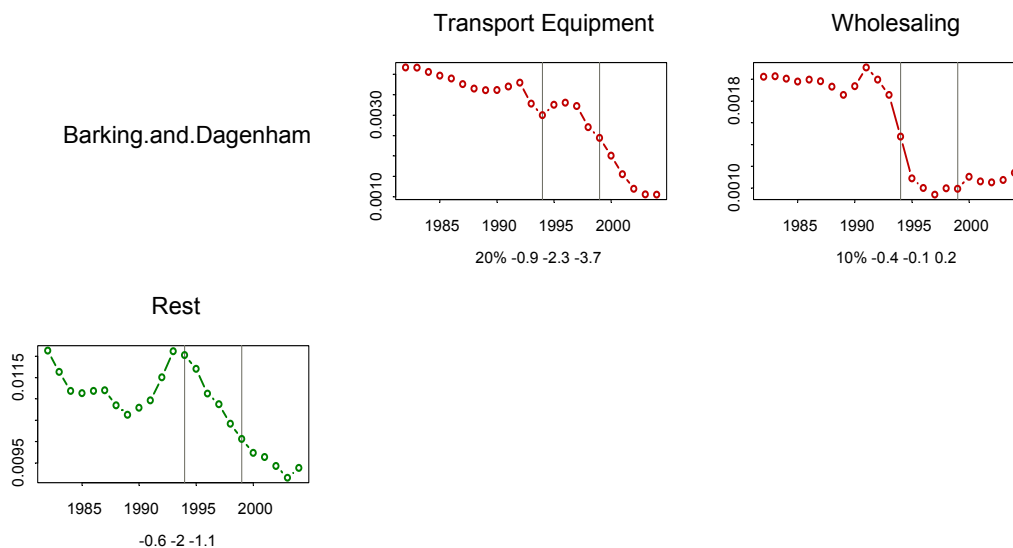 Transport Equipment
Wholesaling
Barking.and.Dagenham
0.0030
0.0010
1985 1990 1995 2000
20% -0.9 -2.3 -3.7
0.0018
0.0010
1985 1990 1995 2000
10% -0.4 -0.1 0.2
Rest
0.0115
0.0095
1985 1990 1995 2000
-0.6 -2 -1.1